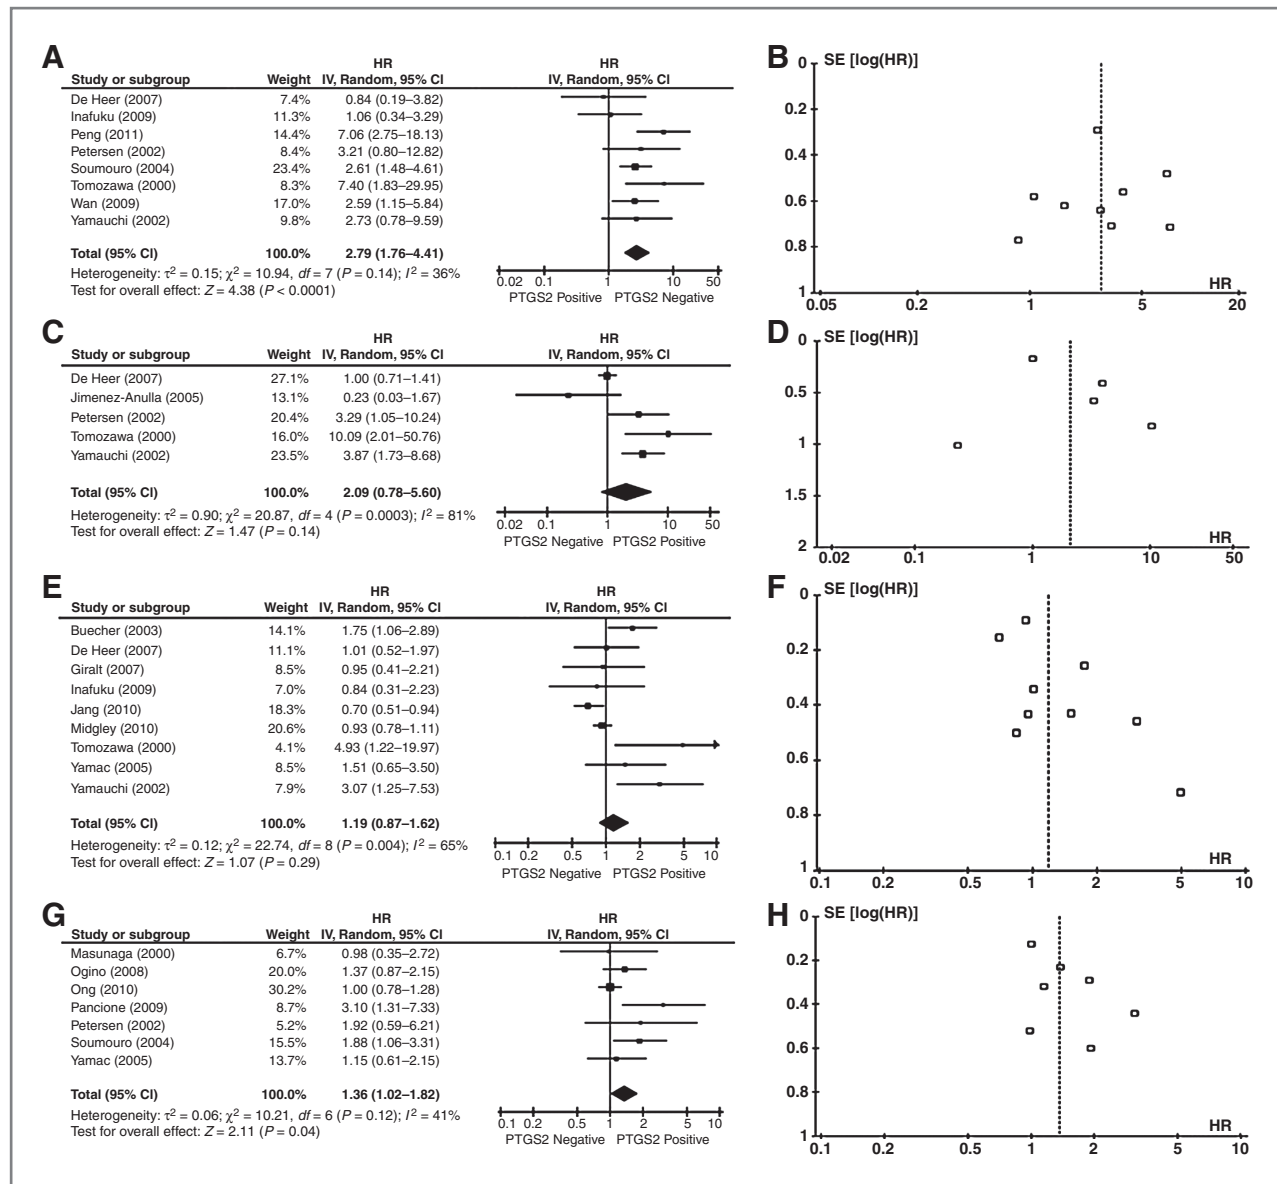 A
HR
HR
Study or subgroup Weight IV, Random, 95% CI IV, Random, 95% CI
De Heer (2007) 7.4% 0.84 (0.19–3.82)
Inafuku (2009) 11.3% 1.06 (0.34–3.29)
Peng (2011) 14.4% 7.06 (2.75–18.13)
Petersen (2002) 8.4% 3.21 (0.80–12.82)
Soumouro (2004) 23.4% 2.61 (1.48–4.61)
Tomozawa (2000) 8.3% 7.40 (1.83–29.95)
Wan (2009) 17.0% 2.59 (1.15–5.84)
Yamauchi (2002) 9.8% 2.73 (0.78–9.59)
Total (95% CI) 100.0% 2.79 (1.76–4.41)
Heterogeneity: τ² = 0.15; χ² = 10.94, df = 7 (P = 0.14); I² = 36%
Test for overall effect: Z = 4.38 (P < 0.0001)
0.02 0.1 1 10 50
PTGS2 Positive PTGS2 Negative
B
SE [log(HR)]
0
0.2
0.4
0.6
0.8
1
HR
0.05 0.2 1 5 20
C
HR
HR
Study or subgroup Weight IV, Random, 95% CI IV, Random, 95% CI
De Heer (2007) 27.1% 1.00 (0.71–1.41)
Jimenez-Anulla (2005) 13.1% 0.23 (0.03–1.67)
Petersen (2002) 20.4% 3.29 (1.05–10.24)
Tomozawa (2000) 16.0% 10.09 (2.01–50.76)
Yamauchi (2002) 23.5% 3.87 (1.73–8.68)
Total (95% CI) 100.0% 2.09 (0.78–5.60)
Heterogeneity: τ² = 0.90; χ² = 20.87, df = 4 (P = 0.0003); I² = 81%
Test for overall effect: Z = 1.47 (P = 0.14)
0.02 0.1 1 10 50
PTGS2 Negative PTGS2 Positive
D
SE [log(HR)]
0
0.5
1
1.5
2
HR
0.02 0.1 1 10 50
E
HR
HR
Study or subgroup Weight IV, Random, 95% CI IV, Random, 95% CI
Buecher (2003) 14.1% 1.75 (1.06–2.89)
De Heer (2007) 11.1% 1.01 (0.52–1.97)
Giralt (2007) 8.5% 0.95 (0.41–2.21)
Inafuku (2009) 7.0% 0.84 (0.31–2.23)
Jang (2010) 18.3% 0.70 (0.51–0.94)
Midgley (2010) 20.6% 0.93 (0.78–1.11)
Tomozawa (2000) 4.1% 4.93 (1.22–19.97)
Yamac (2005) 8.5% 1.51 (0.65–3.50)
Yamauchi (2002) 7.9% 3.07 (1.25–7.53)
Total (95% CI) 100.0% 1.19 (0.87–1.62)
Heterogeneity: τ² = 0.12; χ² = 22.74, df = 8 (P = 0.004); I² = 65%
Test for overall effect: Z = 1.07 (P = 0.29)
0.1 0.2 0.5 1 2 5 10
PTGS2 Negative PTGS2 Positive
F
SE [log(HR)]
0
0.2
0.4
0.6
0.8
1
HR
0.1 0.2 0.5 1 2 5 10
G
HR
HR
Study or subgroup Weight IV, Random, 95% CI IV, Random, 95% CI
Masunaga (2000) 6.7% 0.98 (0.35–2.72)
Ogino (2008) 20.0% 1.37 (0.87–2.15)
Ong (2010) 30.2% 1.00 (0.78–1.28)
Pancione (2009) 8.7% 3.10 (1.31–7.33)
Petersen (2002) 5.2% 1.92 (0.59–6.21)
Soumouro (2004) 15.5% 1.88 (1.06–3.31)
Yamac (2005) 13.7% 1.15 (0.61–2.15)
Total (95% CI) 100.0% 1.36 (1.02–1.82)
Heterogeneity: τ² = 0.06; χ² = 10.21, df = 6 (P = 0.12); I² = 41%
Test for overall effect: Z = 2.11 (P = 0.04)
0.1 0.2 0.5 1 2 5 10
PTGS2 Negative PTGS2 Positive
H
SE [log(HR)]
0
0.2
0.4
0.6
0.8
1
HR
0.1 0.2 0.5 1 2 5 10